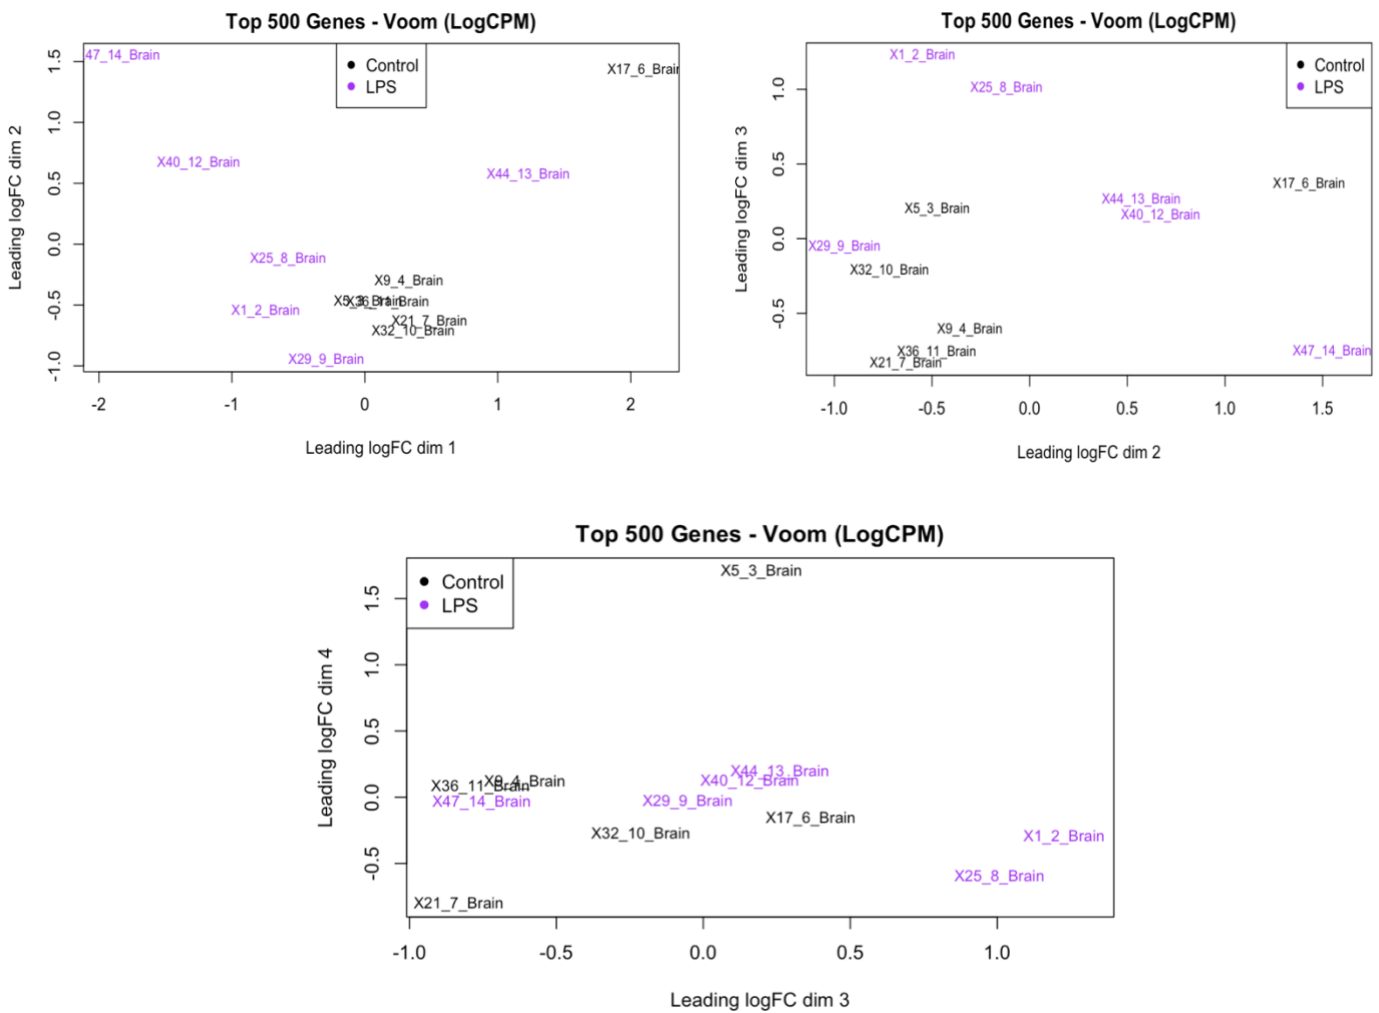 Top 500 Genes - Voom (LogCPM)
Leading logFC dim 2
1.5
1.0
0.5
0.0
-0.5
-1.0
47_14_Brain
Control
LPS
X17_6_Brain
X40_12_Brain
X44_13_Brain
X25_8_Brain
X9_4_Brain
X5_3_Brain
X36_11_Brain
X1_2_Brain
X21_7_Brain
X32_10_Brain
X29_9_Brain
-2
-1
0
1
2
Leading logFC dim 1
Top 500 Genes - Voom (LogCPM)
Leading logFC dim 3
1.0
0.5
0.0
-0.5
X1_2_Brain
Control
LPS
X25_8_Brain
X17_6_Brain
X44_13_Brain
X5_3_Brain
X40_12_Brain
X29_9_Brain
X32_10_Brain
X9_4_Brain
X36_11_Brain
X47_14_Brain
X21_7_Brain
-1.0
-0.5
0.0
0.5
1.0
1.5
Leading logFC dim 2
Top 500 Genes - Voom (LogCPM)
Leading logFC dim 4
1.5
1.0
0.5
0.0
-0.5
Control
LPS
X5_3_Brain
X44_13_Brain
X9_4_Brain
X40_12_Brain
X36_11_Brain
X47_14_Brain
X29_9_Brain
X17_6_Brain
X32_10_Brain
X1_2_Brain
X25_8_Brain
X21_7_Brain
-1.0
-0.5
0.0
0.5
1.0
Leading logFC dim 3